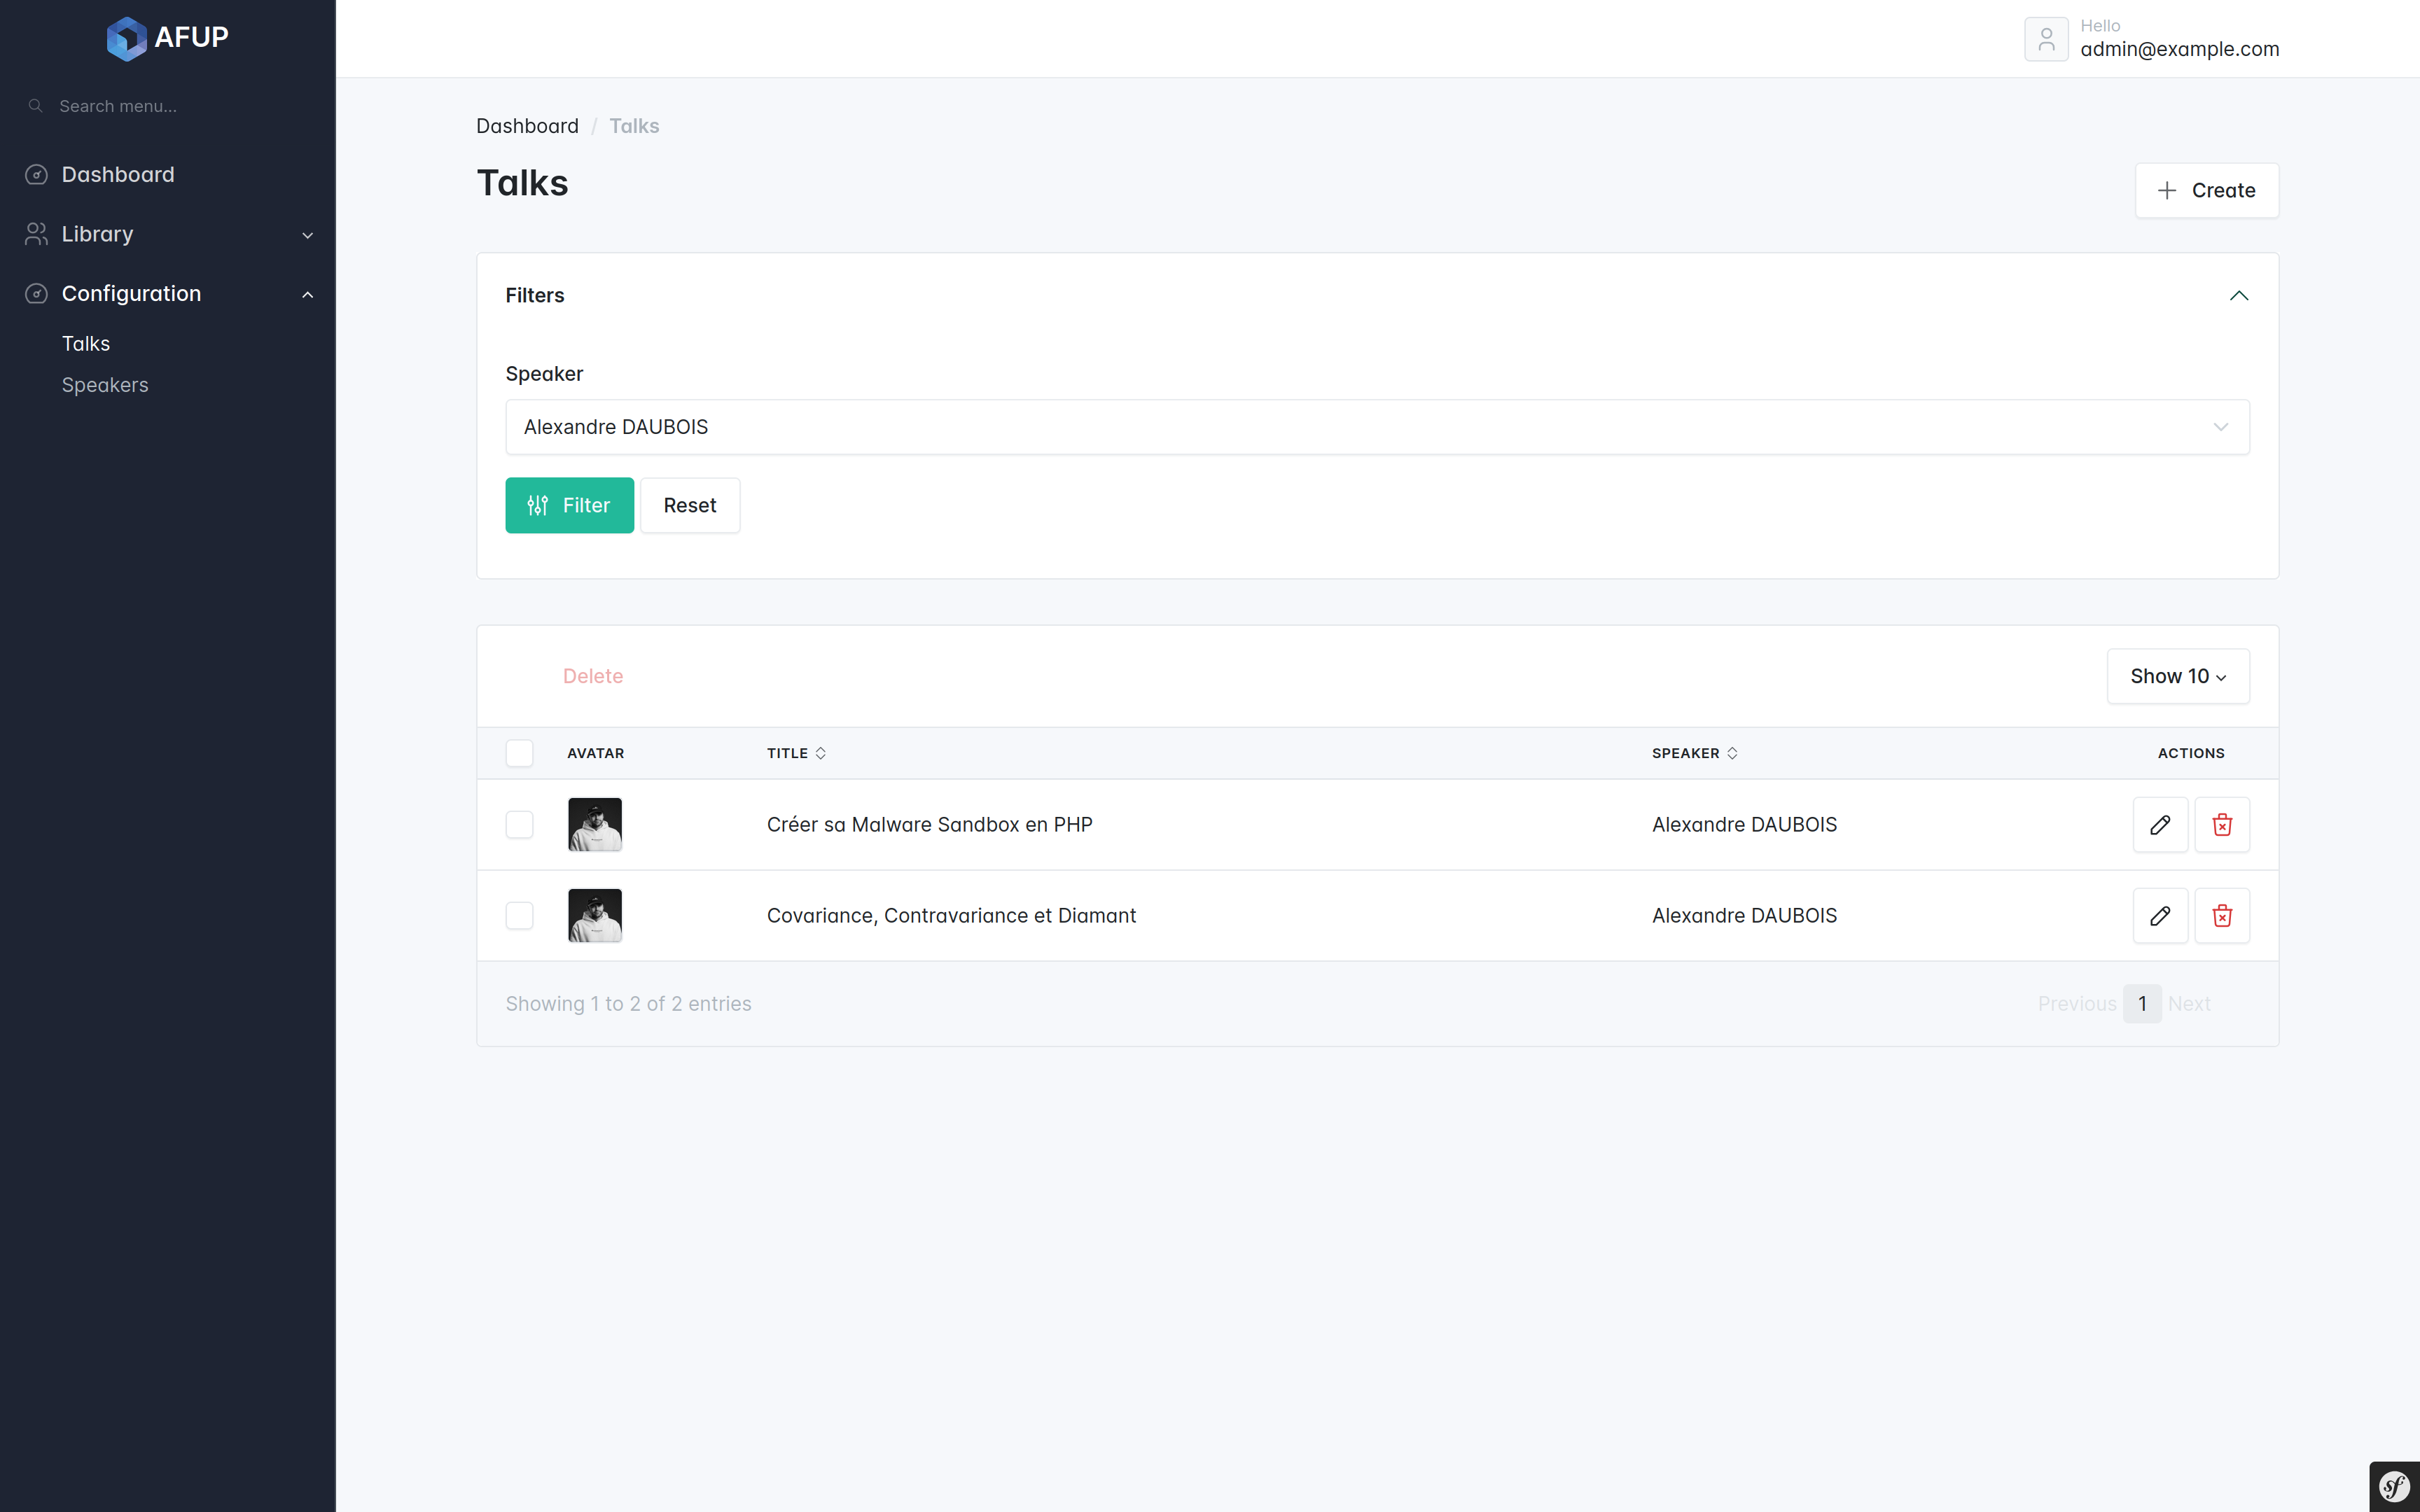 AFUP
Hello
admin@example.com
Search menu...
Dashboard
Library
Configuration
Talks
Speakers
Dashboard / Talks
Talks
Create
Filters
Speaker
Alexandre DAUBOIS
Filter
Reset
Delete
Show 10
AVATAR TITLE SPEAKER ACTIONS
Créer sa Malware Sandbox en PHP Alexandre DAUBOIS
Covariance, Contravariance et Diamant Alexandre DAUBOIS
Showing 1 to 2 of 2 entries
Previous 1 Next
sf